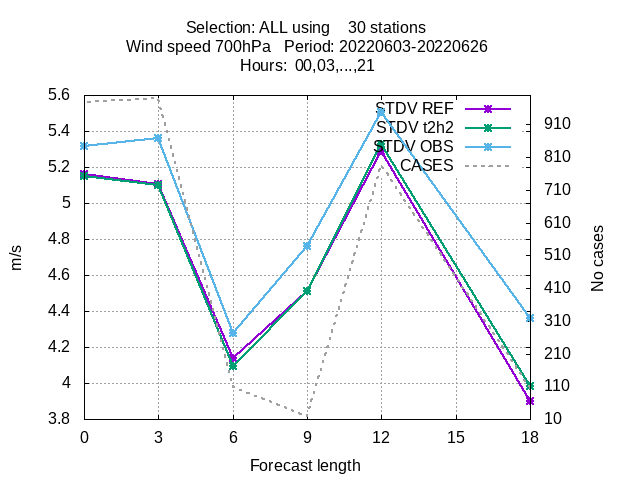 Selection: ALL using    30 stations
Wind speed 700hPa   Period: 20220603-20220626
Hours:  00,03,...,21
5.6
5.4
5.2
5
4.8
4.6
4.4
4.2
4
3.8
m/s
STDV REF
STDV t2h2
STDV OBS
CASES
910
810
710
610
510
410
310
210
110
10
No cases
0 3 6 9 12 15 18
Forecast length